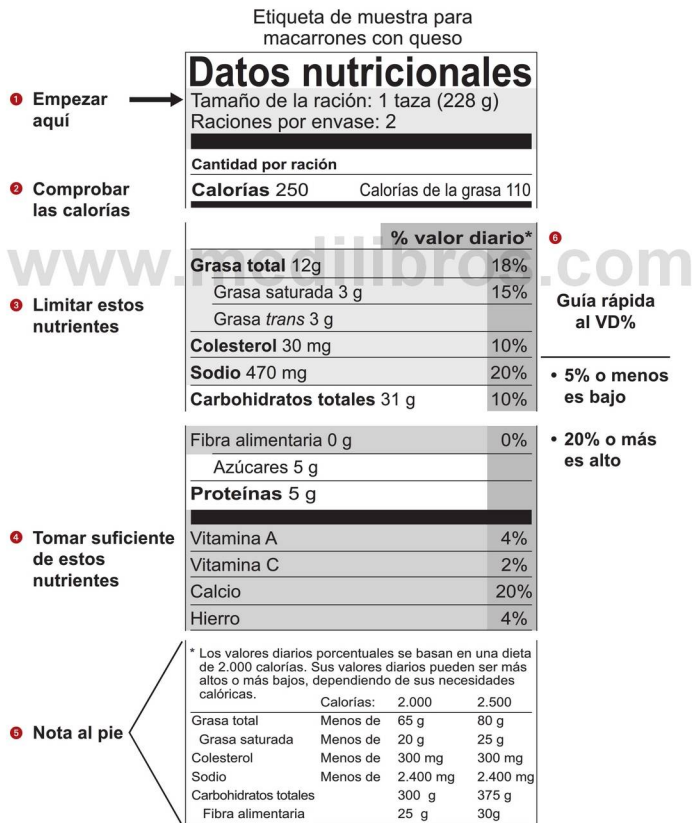 Etiqueta de muestra para
macarrones con queso
Datos nutricionales
1 Empezar
aquí
Tamaño de la ración: 1 taza (228 g)
Raciones por envase: 2
Cantidad por ración
2 Comprobar
las calorías
Calorías 250 Calorías de la grasa 110
% valor diario*
6
www.medilibros.com
Grasa total 12g 18%
3 Limitar estos
nutrientes
Grasa saturada 3 g 15%
Grasa trans 3 g
Colesterol 30 mg 10%
Sodio 470 mg 20%
Carbohidratos totales 31 g 10%
Guía rápida
al VD%
• 5% o menos
es bajo
• 20% o más
es alto
Fibra alimentaria 0 g 0%
Azúcares 5 g
Proteínas 5 g
4 Tomar suficiente
de estos
nutrientes
Vitamina A 4%
Vitamina C 2%
Calcio 20%
Hierro 4%
5 Nota al pie
* Los valores diarios porcentuales se basan en una dieta
de 2.000 calorías. Sus valores diarios pueden ser más
altos o más bajos, dependiendo de sus necesidades
calóricas.
Calorías: 2.000 2.500
Grasa total Menos de 65 g 80 g
Grasa saturada Menos de 20 g 25 g
Colesterol Menos de 300 mg 300 mg
Sodio Menos de 2.400 mg 2.400 mg
Carbohidratos totales 300 g 375 g
Fibra alimentaria 25 g 30g